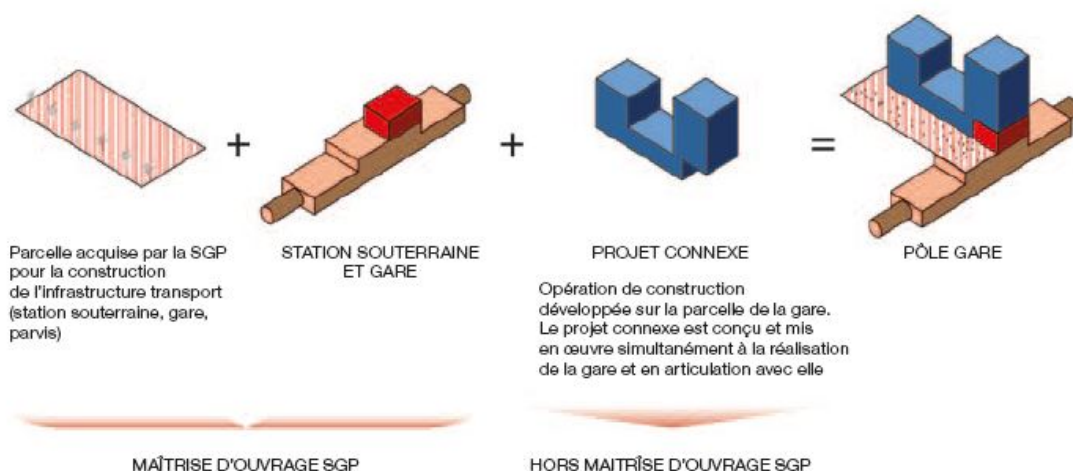 +
+
=
Parcelle acquise par la SGP
pour la construction
de l'infrastructure transport
(station souterraine, gare,
parvis)
STATION SOUTERRAINE
ET GARE
PROJET CONNEXE
Opération de construction
développée sur la parcelle de la gare.
Le projet connexe est conçu et mis
en œuvre simultanément à la réalisation
de la gare et en articulation avec elle
PÔLE GARE
MAÎTRISE D'OUVRAGE SGP
HORS MAITRÎSE D'OUVRAGE SGP